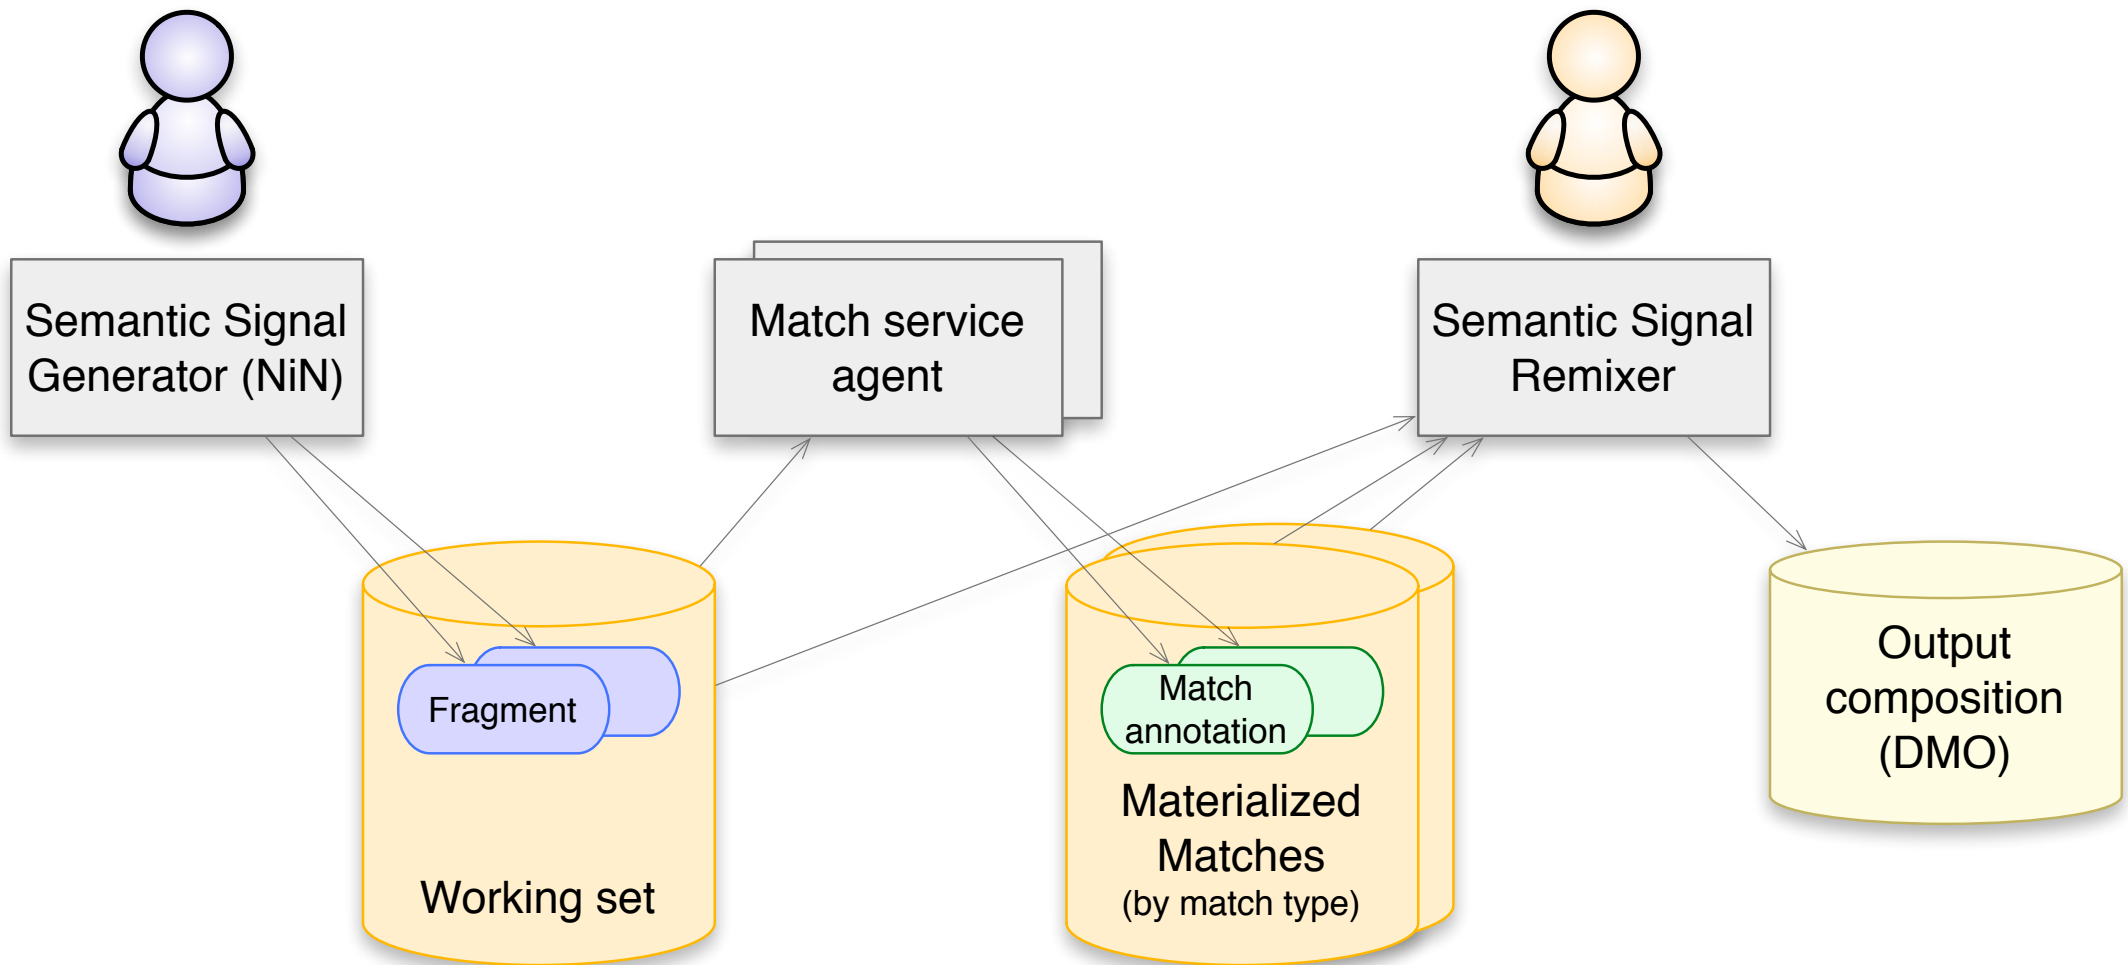 Semantic Signal
Generator (NiN)
Match service
agent
Semantic Signal
Remixer
Fragment
Working set
Match
annotation
Materialized
Matches
(by match type)
Output
composition
(DMO)